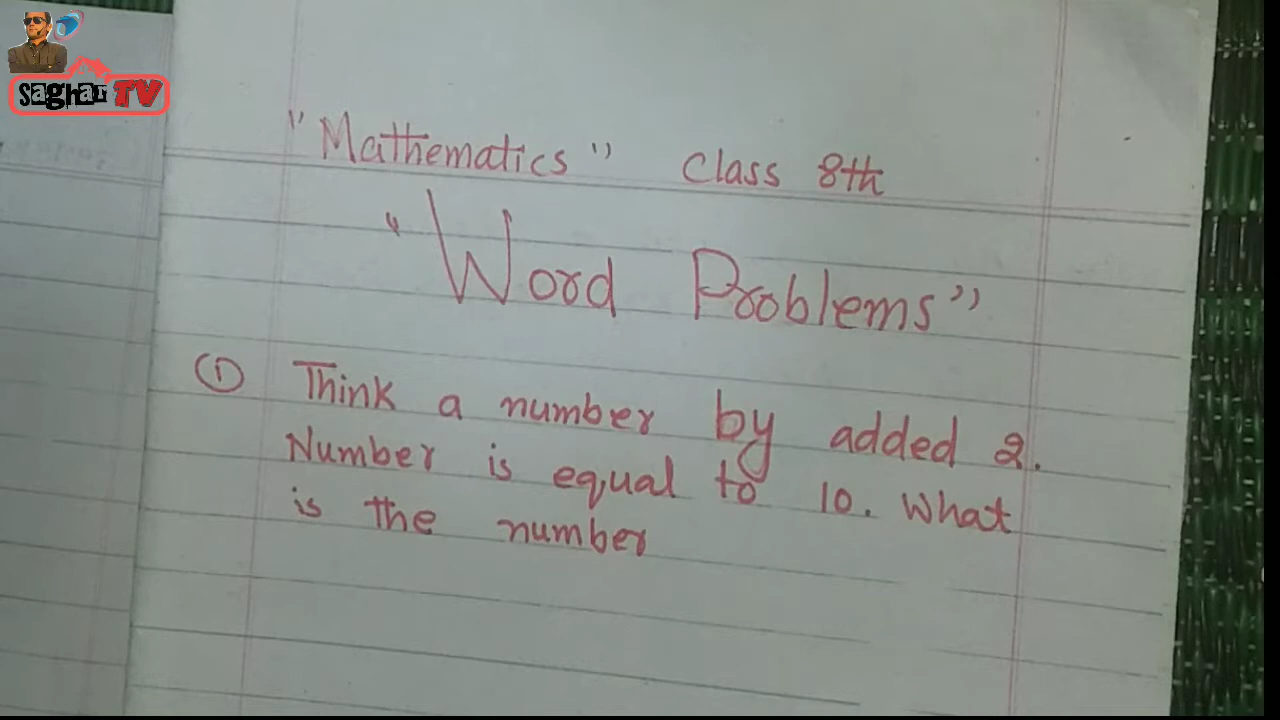 saghar TV
"Mathematics" Class 8th
"Word Problems"
① Think a number by added 2.
Number is equal to 10. What
is the number